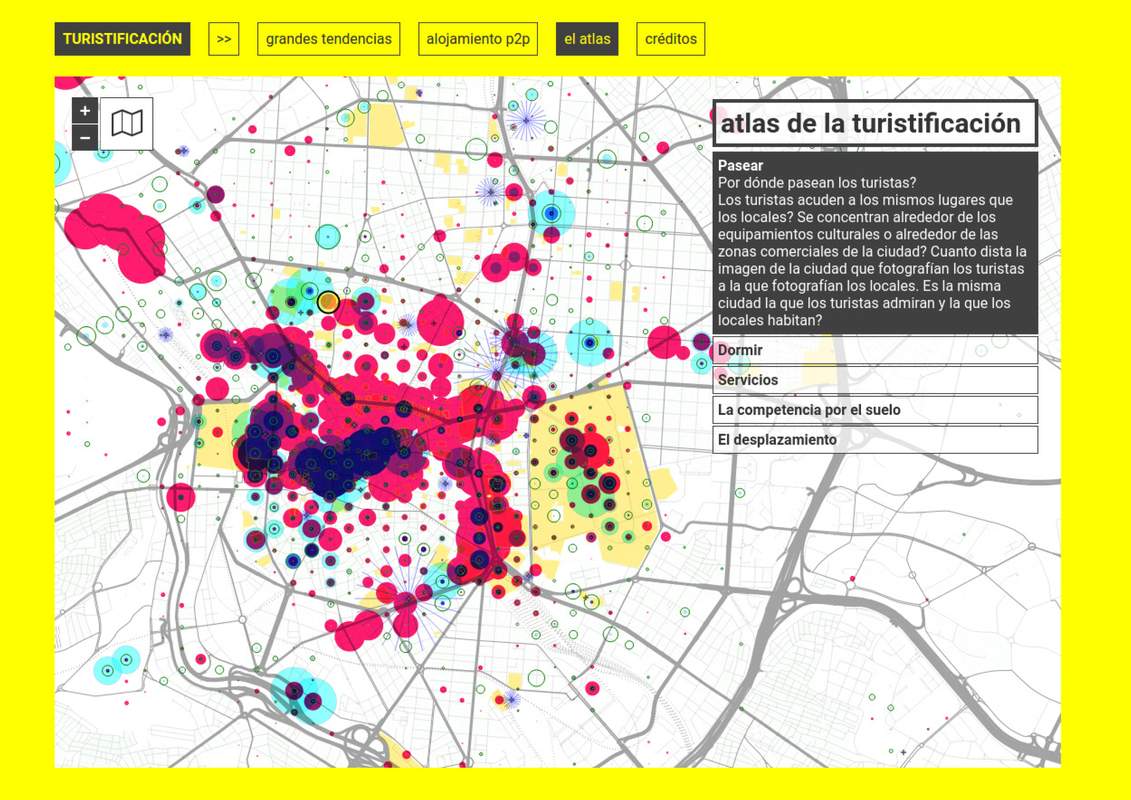 TURISTIFICACIÓN
>>
grandes tendencias
alojamiento p2p
el atlas
créditos
+
−
atlas de la turistificación
Pasear
Por dónde pasean los turistas?
Los turistas acuden a los mismos lugares que
los locales? Se concentran alrededor de los
equipamientos culturales o alrededor de las
zonas comerciales de la ciudad? Cuanto dista la
imagen de la ciudad que fotografían los turistas
a la que fotografían los locales. Es la misma
ciudad la que los turistas admiran y la que los
locales habitan?
Dormir
Servicios
La competencia por el suelo
El desplazamiento